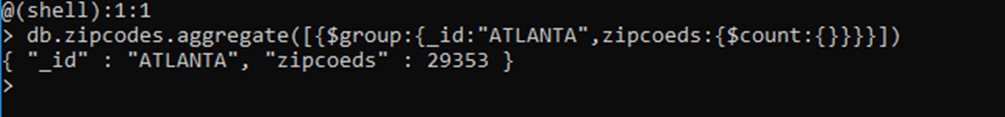 @(shell):1:1
> db.zipcodes.aggregate([{$group:{_id:"ATLANTA",zipcoeds:{$count:{}}}}])
{ "_id" : "ATLANTA", "zipcoeds" : 29353 }
>